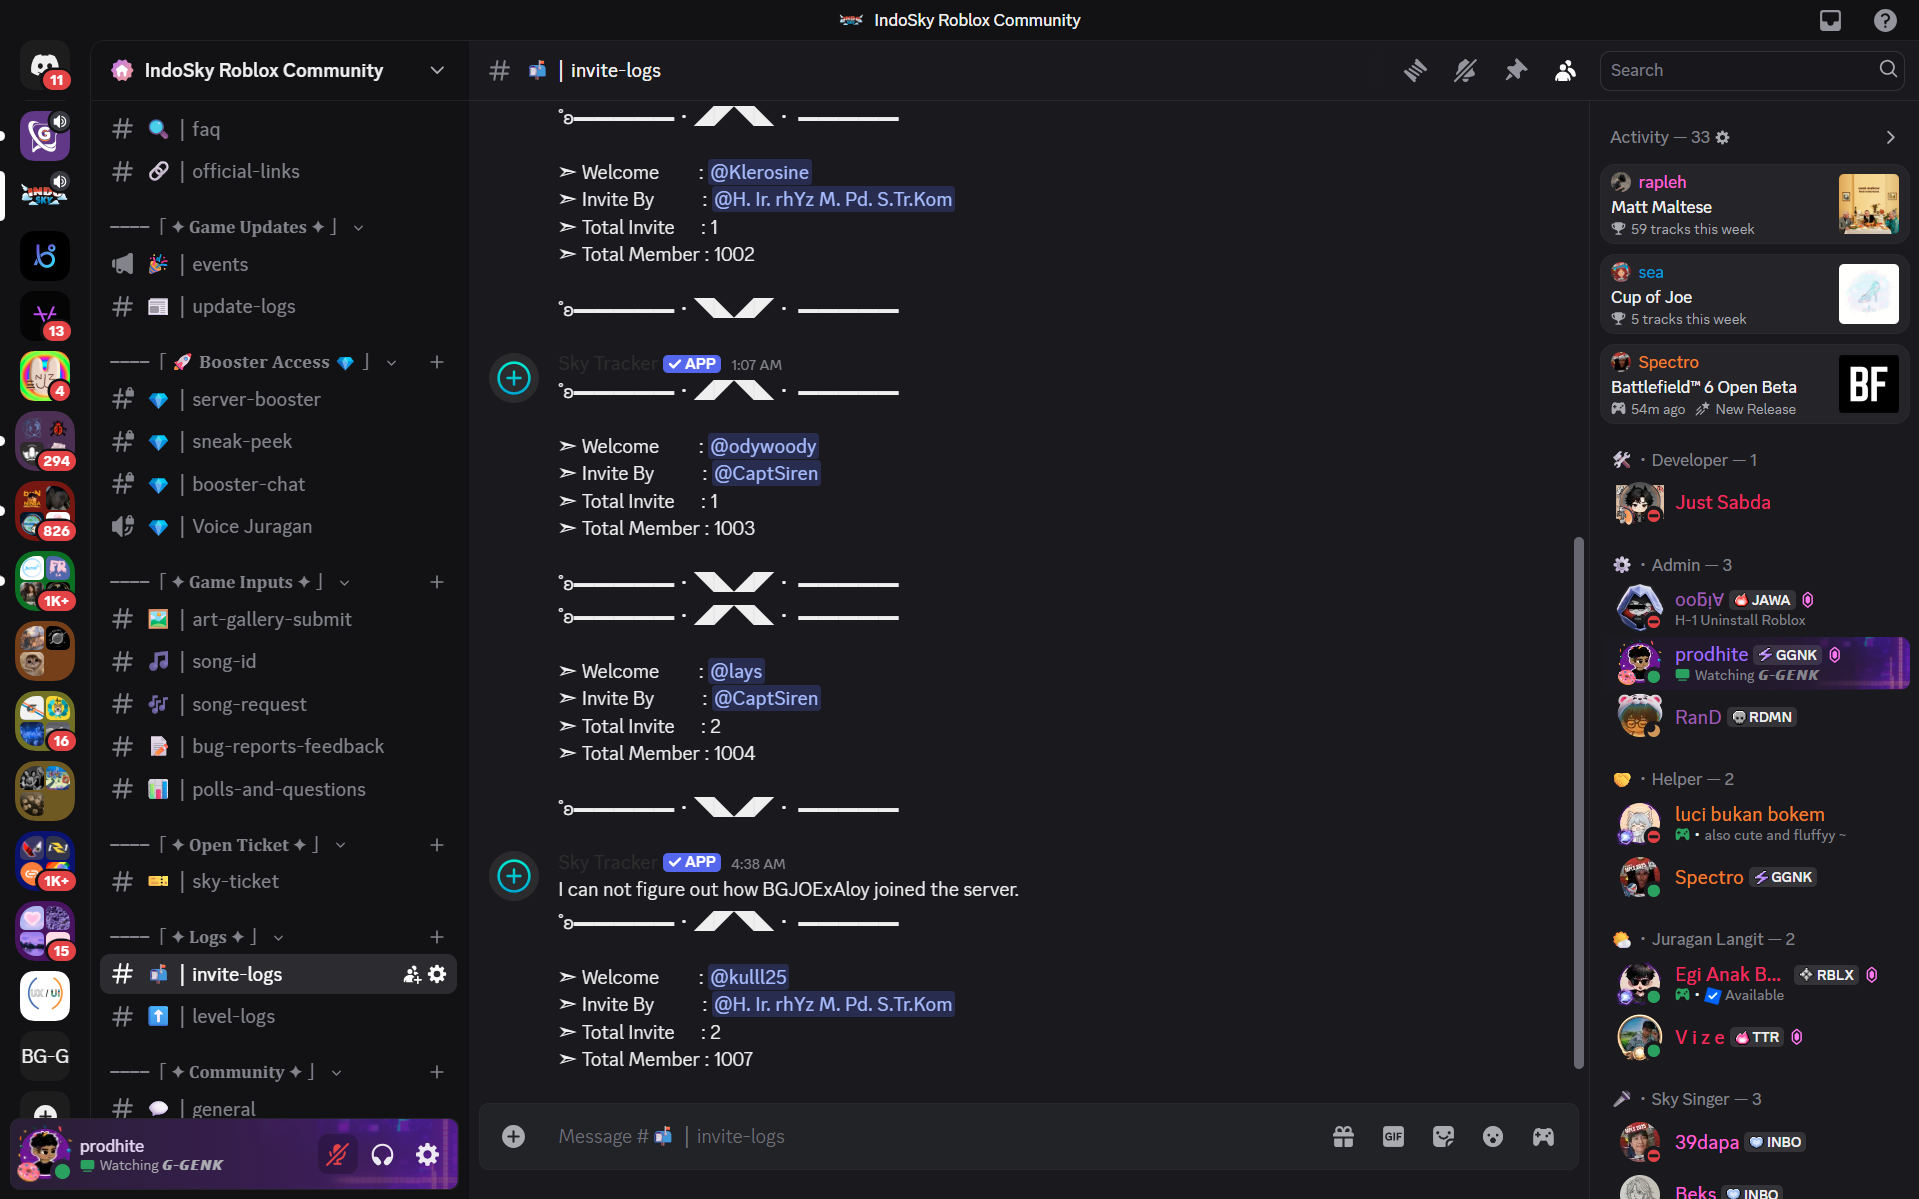 IndoSky Roblox Community
11
13
4
294
826
1K+
16
1K+
15
UX / UI
BG-G
IndoSky Roblox Community
| faq
| official-links
「 ✦ Game Updates ✦ 」
| events
| update-logs
「 🚀 Booster Access 💎 」
| server-booster
| sneak-peek
| booster-chat
| Voice Juragan
「 ✦ Game Inputs ✦ 」
| art-gallery-submit
| song-id
| song-request
| bug-reports-feedback
| polls-and-questions
「 ✦ Open Ticket ✦ 」
| sky-ticket
「 ✦ Logs ✦ 」
| invite-logs
| level-logs
「 ✦ Community ✦ 」
| general
prodhite
Watching G-GENK
# 📬 | invite-logs
➣ Welcome : @Klerosine
➣ Invite By : @H. Ir. rhYz M. Pd. S.Tr.Kom
➣ Total Invite : 1
➣ Total Member : 1002
Sky Tracker ✓ APP 1:07 AM
➣ Welcome : @odywoody
➣ Invite By : @CaptSiren
➣ Total Invite : 1
➣ Total Member : 1003
➣ Welcome : @lays
➣ Invite By : @CaptSiren
➣ Total Invite : 2
➣ Total Member : 1004
Sky Tracker ✓ APP 4:38 AM
I can not figure out how BGJOExAloy joined the server.
➣ Welcome : @kulll25
➣ Invite By : @H. Ir. rhYz M. Pd. S.Tr.Kom
➣ Total Invite : 2
➣ Total Member : 1007
Message # 📬 | invite-logs
GIF
Search
Activity — 33
rapleh
Matt Maltese
59 tracks this week
sea
Cup of Joe
5 tracks this week
Spectro
Battlefield™ 6 Open Beta
54m ago New Release
BF
· Developer — 1
Just Sabda
· Admin — 3
JAWA
H-1 Uninstall Roblox
prodhite GGNK
Watching G-GENK
RanD RDMN
· Helper — 2
luci bukan bokem
• also cute and fluffyy ~
Spectro GGNK
· Juragan Langit — 2
Egi Anak B... RBLX
• Available
V i z e TTR
· Sky Singer — 3
39dapa INBO
Beks INBO